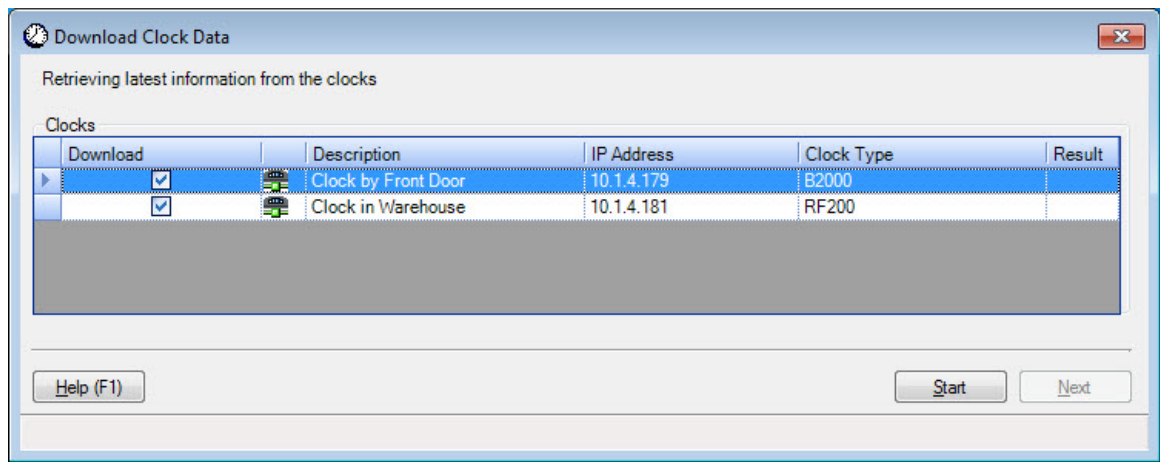 Download Clock Data
Retrieving latest information from the clocks
Clocks
Download Description IP Address Clock Type Result
Clock by Front Door 10.1.4.179 B2000
Clock in Warehouse 10.1.4.181 RF200
Help (F1) Start Next